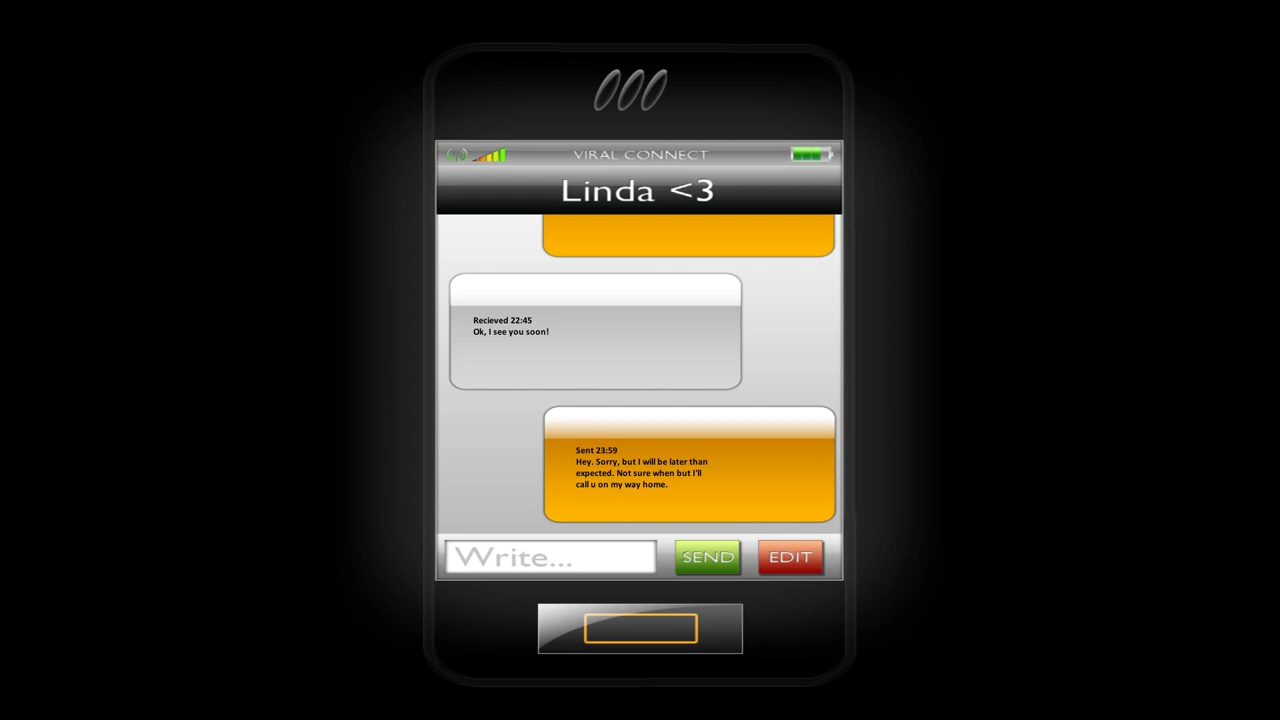 VIRAL CONNECT
Linda <3
Recieved 22:45
Ok, I see you soon!
Sent 23:59
Hey. Sorry, but I will be later than
expected. Not sure when but I'll
call u on my way home.
Write...
SEND
EDIT